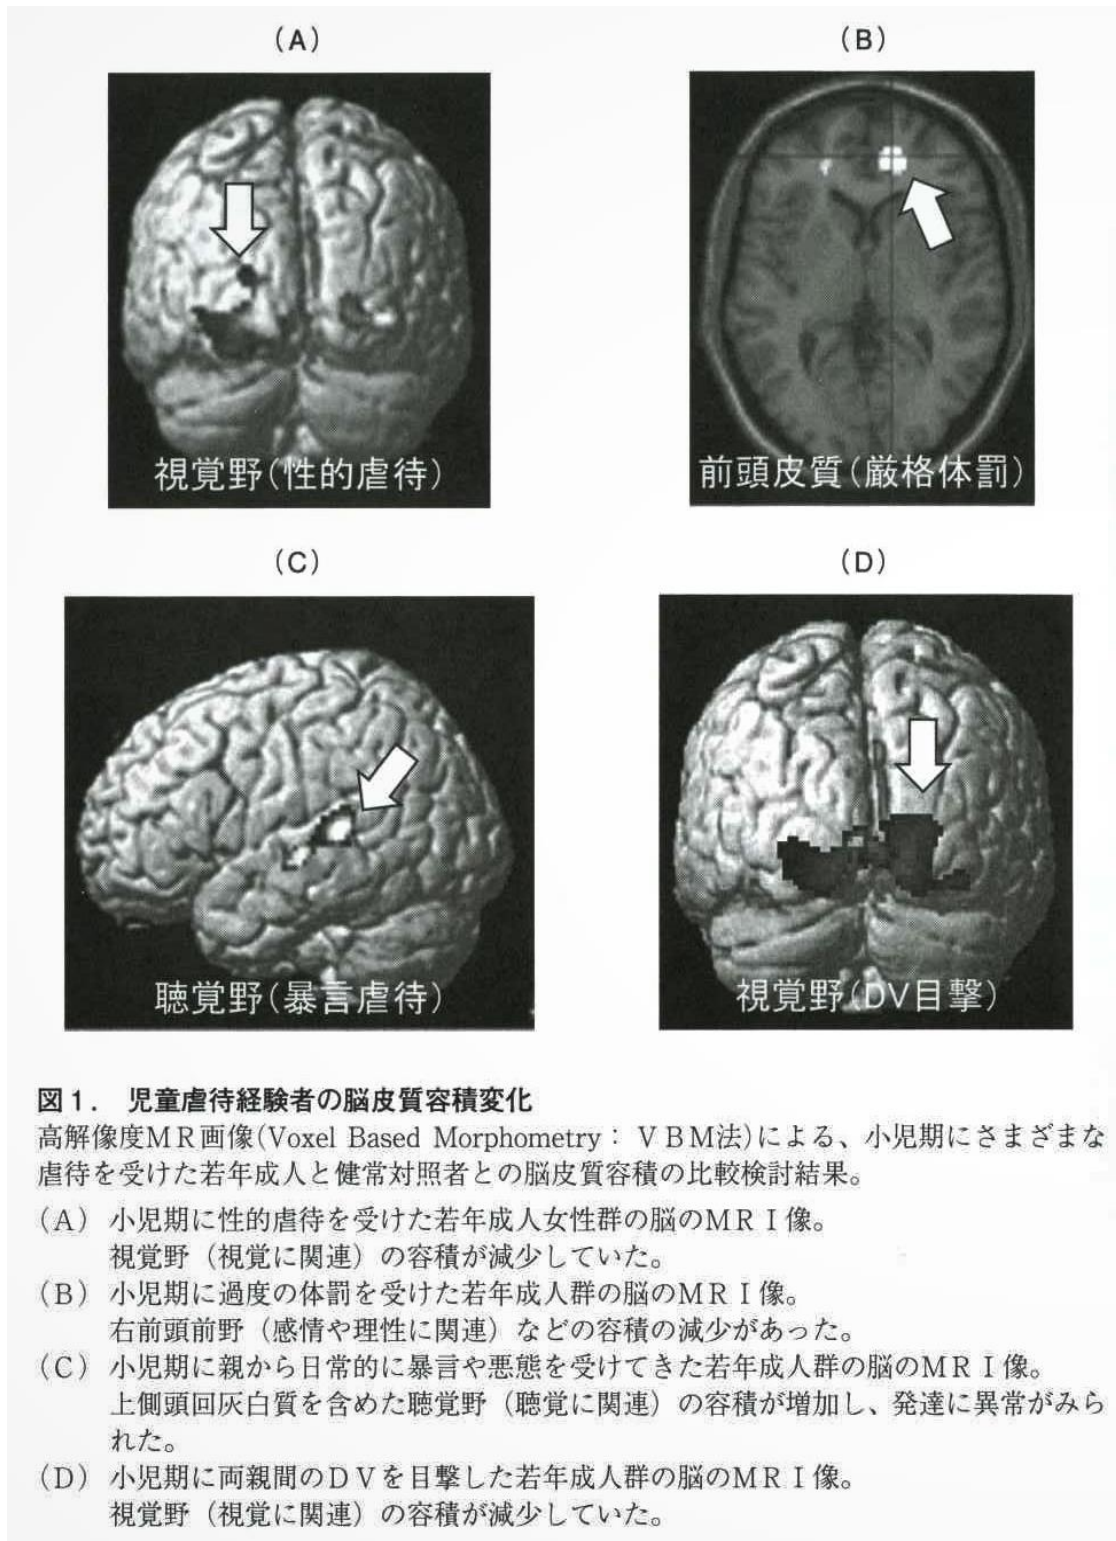 (A)
(B)
視覚野(性的虐待)
前頭皮質(厳格体罰)
(C)
(D)
聴覚野(暴言虐待)
視覚野(DV目撃)
図1. 児童虐待経験者の脳皮質容積変化
高解像度MR画像(Voxel Based Morphometry:VBM法)による、小児期にさまざまな
虐待を受けた若年成人と健常対照者との脳皮質容積の比較検討結果。
(A) 小児期に性的虐待を受けた若年成人女性群の脳のMRI像。
視覚野(視覚に関連)の容積が減少していた。
(B) 小児期に過度の体罰を受けた若年成人群の脳のMRI像。
右前頭前野(感情や理性に関連)などの容積の減少があった。
(C) 小児期に親から日常的に暴言や悪態を受けてきた若年成人群の脳のMRI像。
上側頭回灰白質を含めた聴覚野(聴覚に関連)の容積が増加し、発達に異常がみら
れた。
(D) 小児期に両親間のDVを目撃した若年成人群の脳のMRI像。
視覚野(視覚に関連)の容積が減少していた。